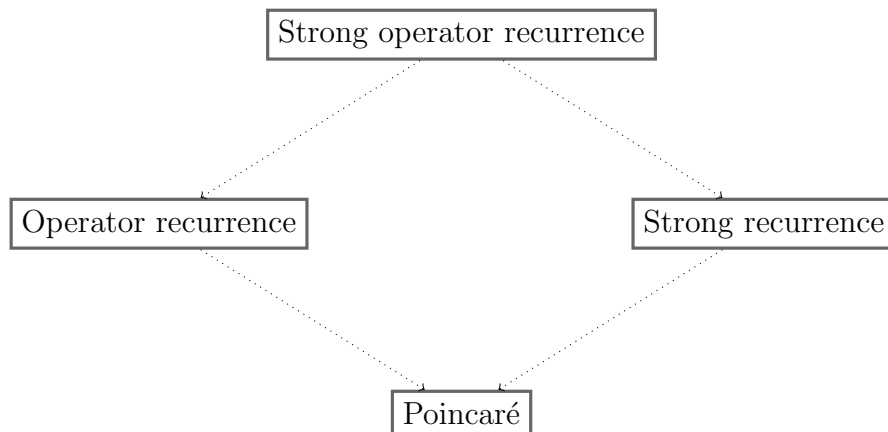 Strong operator recurrence
Operator recurrence
Strong recurrence
Poincaré